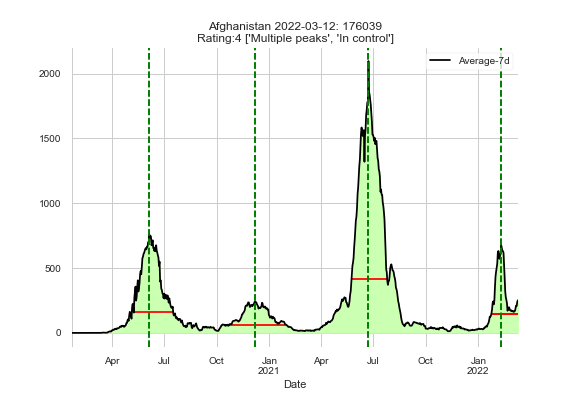 Afghanistan 2022-03-12: 176039
Rating:4 ['Multiple peaks', 'In control']
Average-7d
2000
1500
1000
500
0
Apr Jul Oct Jan Apr Jul Oct Jan
2021 2022
Date